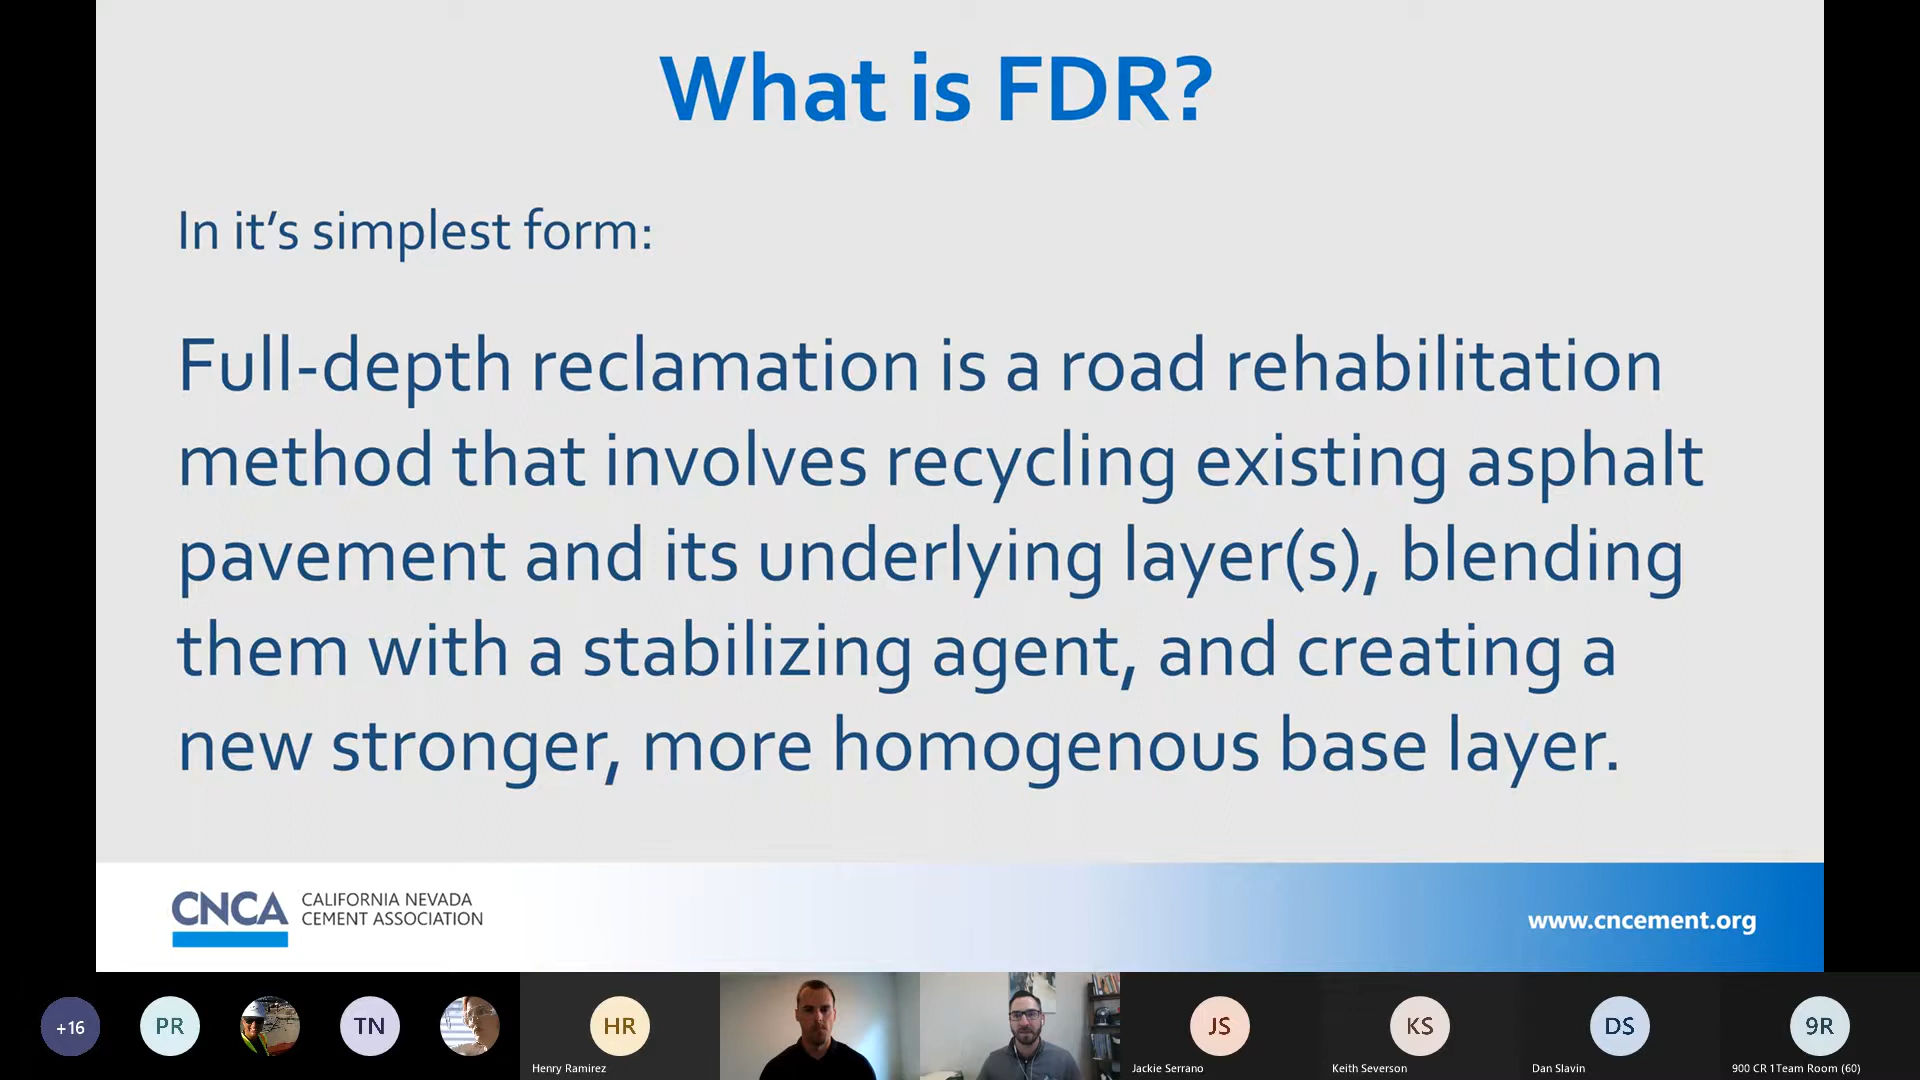 What is FDR?
In it’s simplest form:
Full-depth reclamation is a road rehabilitation
method that involves recycling existing asphalt
pavement and its underlying layer(s), blending
them with a stabilizing agent, and creating a
new stronger, more homogenous base layer.
CNCA
CALIFORNIA NEVADA
CEMENT ASSOCIATION
www.cncement.org
+16
PR
TN
HR
Henry Ramirez
JS
Jackie Serrano
KS
Keith Severson
DS
Dan Slavin
9R
900 CR 1Team Room (60)